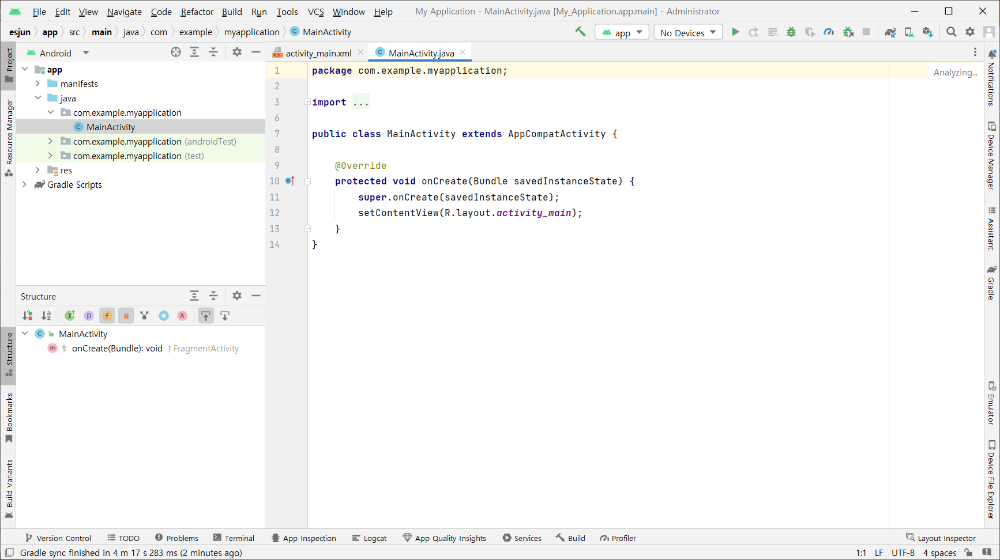 File Edit View Navigate Code Refactor Build Run Tools VCS Window Help My Application - MainActivity.java [My_Application.app.main] - Administrator
esjun app src main java com example myapplication C MainActivity app No Devices
Project
Resource Manager
Structure
Bookmarks
Build Variants
Android
app
manifests
java
com.example.myapplication
C MainActivity
com.example.myapplication (androidTest)
com.example.myapplication (test)
res
Gradle Scripts
Structure
C MainActivity
m onCreate(Bundle): void ↑FragmentActivity
activity_main.xml C MainActivity.java
Analyzing...
1 package com.example.myapplication;
2
3 import ...
6
7 public class MainActivity extends AppCompatActivity {
8
9 @Override
10 protected void onCreate(Bundle savedInstanceState) {
11 super.onCreate(savedInstanceState);
12 setContentView(R.layout.activity_main);
13 }
14 }
Notifications
Device Manager
Assistant:
Gradle
Emulator
Device File Explorer
Version Control TODO Problems Terminal App Inspection Logcat App Quality Insights Services Build Profiler Layout Inspector
Gradle sync finished in 4 m 17 s 283 ms (2 minutes ago) 1:1 LF UTF-8 4 spaces